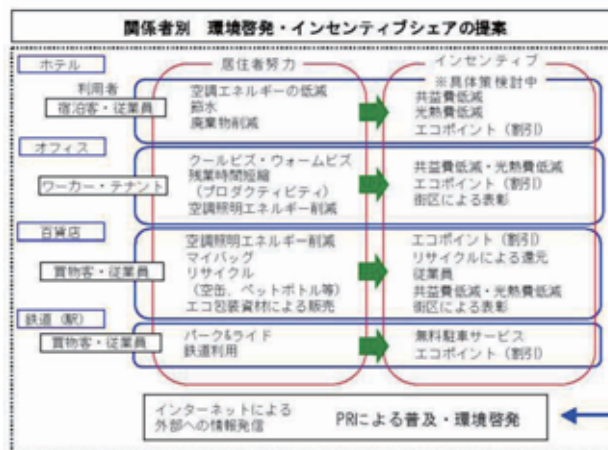 関係者別 環境啓発・インセンティブシェアの提案
ホテル
居住者努力
インセンティブ
※具体策検討中
利用者
宿泊客・従業員
空調エネルギーの低減
節水
廃棄物削減
共益費低減
光熱費低減
エコポイント（割引）
オフィス
ワーカー・テナント
クールビズ・ウォームビズ
残業時間短縮
（プロダクティビティ）
空調照明エネルギー削減
共益費低減・光熱費低減
エコポイント（割引）
街区による表彰
百貨店
買物客・従業員
空調照明エネルギー削減
マイバッグ
リサイクル
（空缶、ペットボトル等）
エコ包装資材による販売
エコポイント（割引）
リサイクルによる還元
従業員
共益費低減・光熱費低減
街区による表彰
鉄道（駅）
買物客・従業員
パーク&ライド
鉄道利用
無料駐車サービス
エコポイント（割引）
インターネットによる
外部への情報発信
PRIによる普及・環境啓発